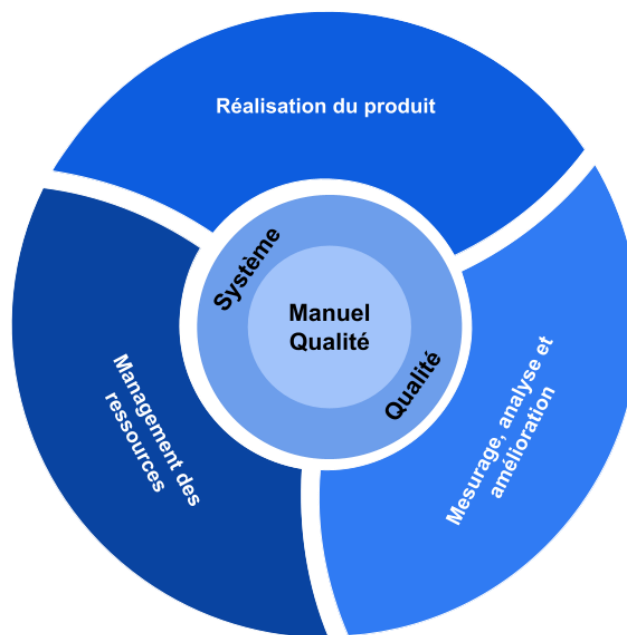 Réalisation du produit
Système
Manuel
Qualité
Qualité
Management des
ressources
Mesurage, analyse et
amélioration